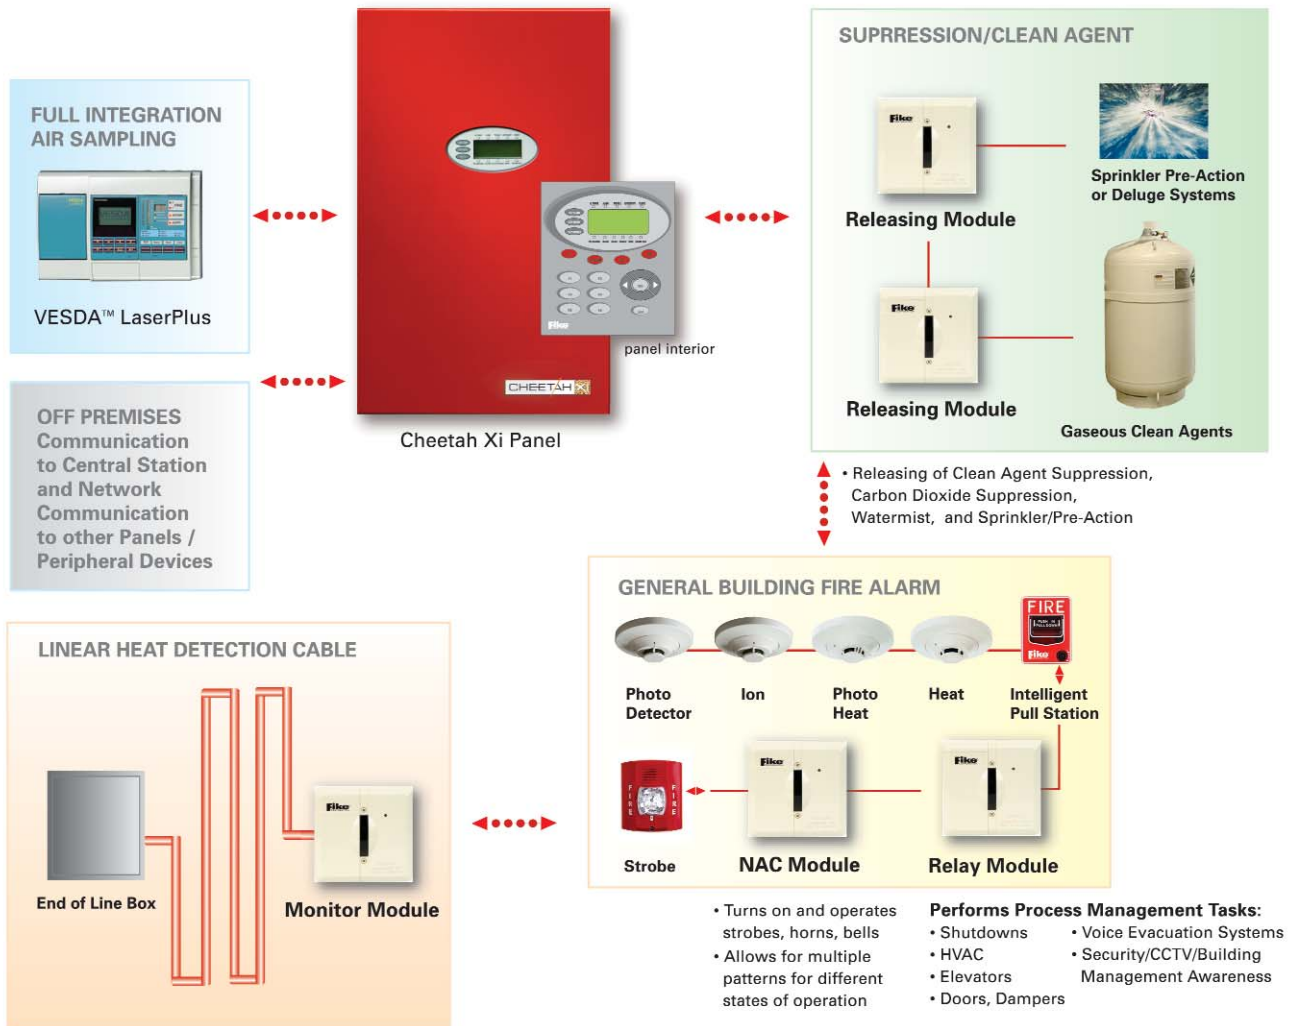 FULL INTEGRATION
AIR SAMPLING
VESDA™ LaserPlus
OFF PREMISES
Communication
to Central Station
and Network
Communication
to other Panels /
Peripheral Devices
Fike
panel interior
CHEETAH Xi
Cheetah Xi Panel
SUPRRESSION/CLEAN AGENT
Fike
Releasing Module
Sprinkler Pre-Action
or Deluge Systems
Fike
Releasing Module
Gaseous Clean Agents
• Releasing of Clean Agent Suppression,
Carbon Dioxide Suppression,
Watermist, and Sprinkler/Pre-Action
LINEAR HEAT DETECTION CABLE
End of Line Box
Fike
Monitor Module
GENERAL BUILDING FIRE ALARM
FIRE
Fike
Photo
Detector
Ion
Photo
Heat
Heat
Intelligent
Pull Station
FIRE
FIRE
Strobe
Fike
NAC Module
Fike
Relay Module
• Turns on and operates
strobes, horns, bells
• Allows for multiple
patterns for different
states of operation
Performs Process Management Tasks:
• Shutdowns
• HVAC
• Elevators
• Doors, Dampers
• Voice Evacuation Systems
• Security/CCTV/Building
Management Awareness